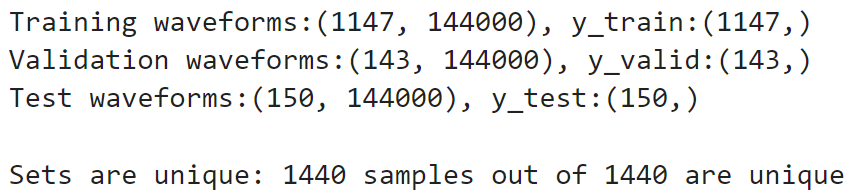 Training waveforms:(1147, 144000), y_train:(1147,)
Validation waveforms:(143, 144000), y_valid:(143,)
Test waveforms:(150, 144000), y_test:(150,)
Sets are unique: 1440 samples out of 1440 are unique